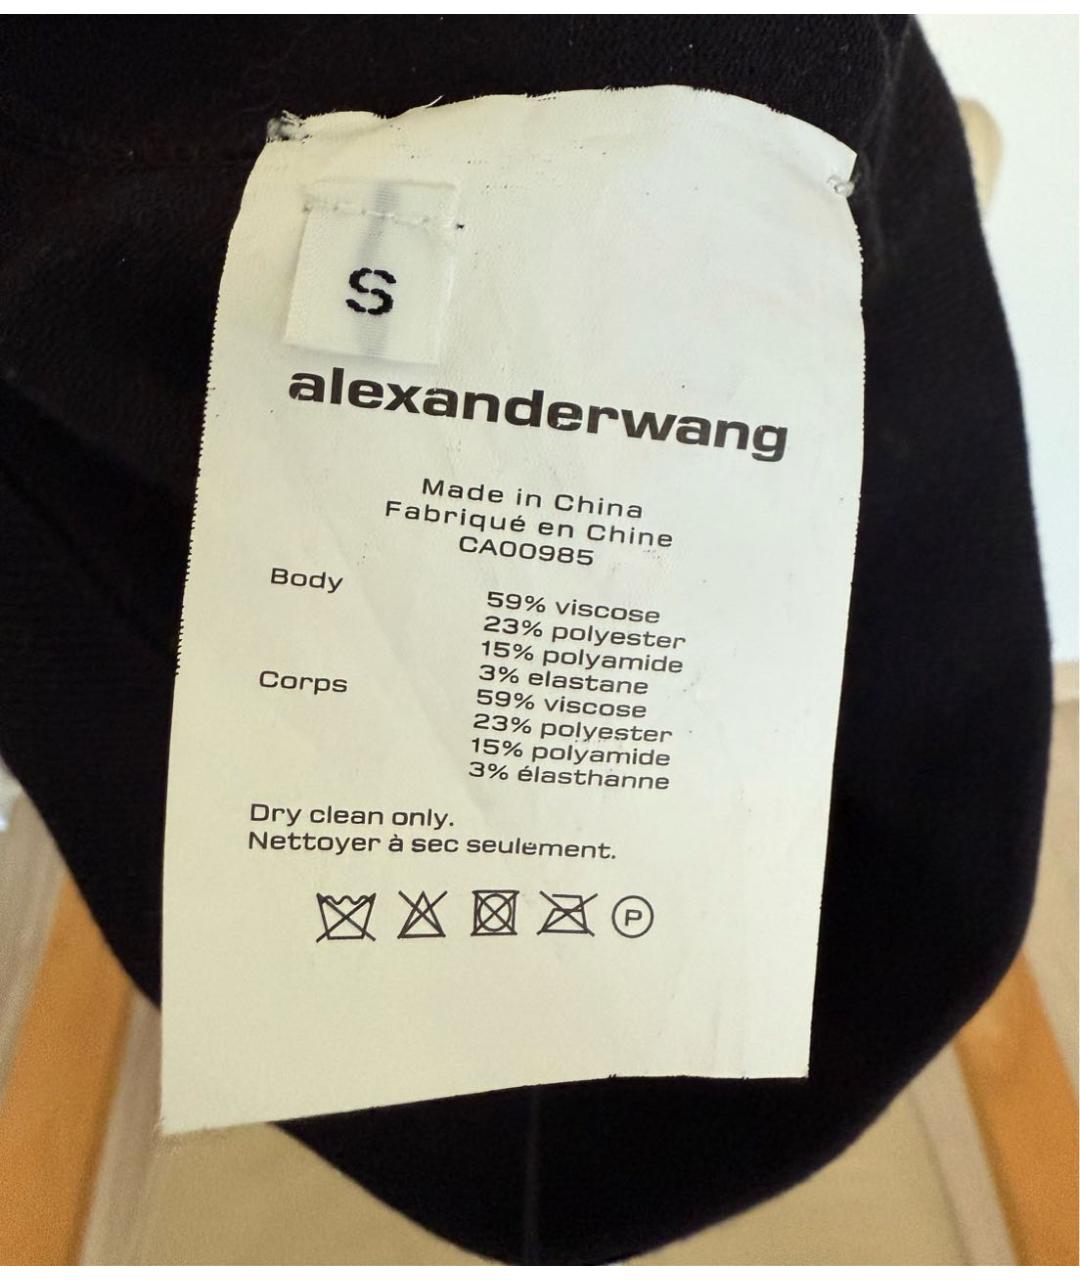 S
alexanderwang
Made in China
Fabriqué en Chine
CA00985
Body
59% viscose
23% polyester
15% polyamide
3% elastane
Corps
59% viscose
23% polyester
15% polyamide
3% élasthanne
Dry clean only.
Nettoyer à sec seulement.
P